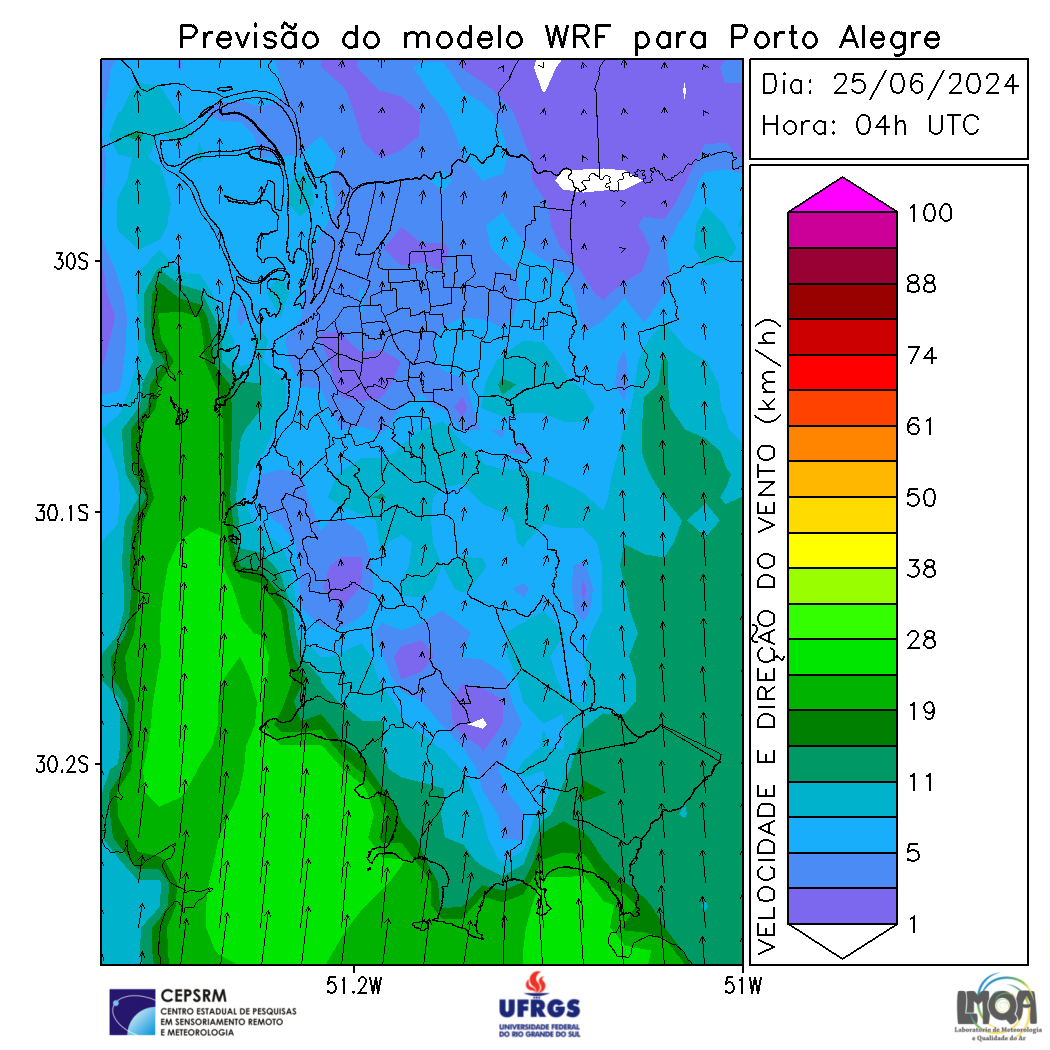 Previsão do modelo WRF para Porto Alegre
Dia: 25/06/2024
Hora: 04h UTC
30S
30.1S
30.2S
51.2W
51W
VELOCIDADE E DIREÇÃO DO VENTO (km/h)
100
88
74
61
50
38
28
19
11
5
1
CEPSRM
CENTRO ESTADUAL DE PESQUISAS
EM SENSORIAMENTO REMOTO
E METEOROLOGIA
UFRGS
UNIVERSIDADE FEDERAL
DO RIO GRANDE DO SUL
LMQA
Laboratório de Meteorologia
e Qualidade do Ar